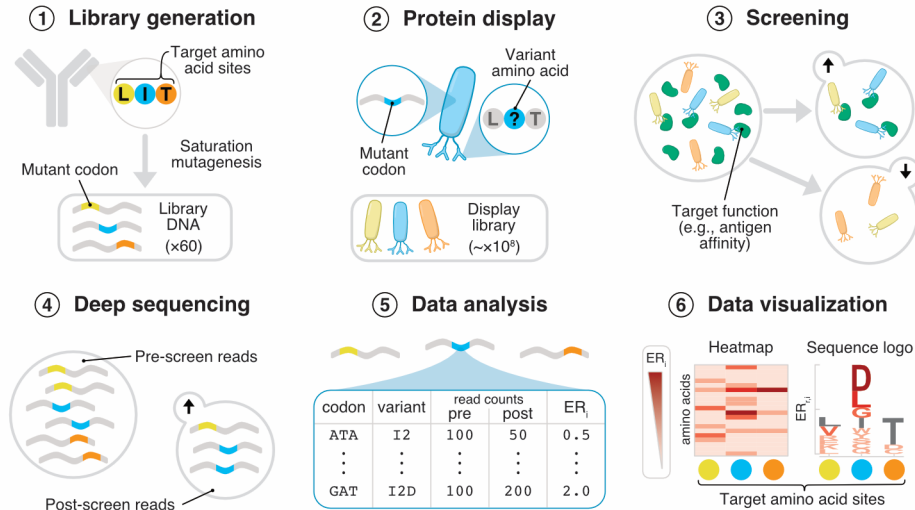 1 Library generation
Target amino
acid sites
L I T
Saturation
mutagenesis
Mutant codon
Library
DNA
(×60)
2 Protein display
Variant
amino acid
L ? T
Mutant
codon
Display
library
(~×10⁸)
3 Screening
Target function
(e.g., antigen
affinity)
4 Deep sequencing
Pre-screen reads
Post-screen reads
5 Data analysis
codon variant read counts ERᵢ
pre post
ATA I2 100 50 0.5
GAT I2D 100 200 2.0
6 Data visualization
ERᵢ
Heatmap
amino acids
Sequence logo
ERᵣ,ᵢ
D
L
G
I
L
V
T
Target amino acid sites